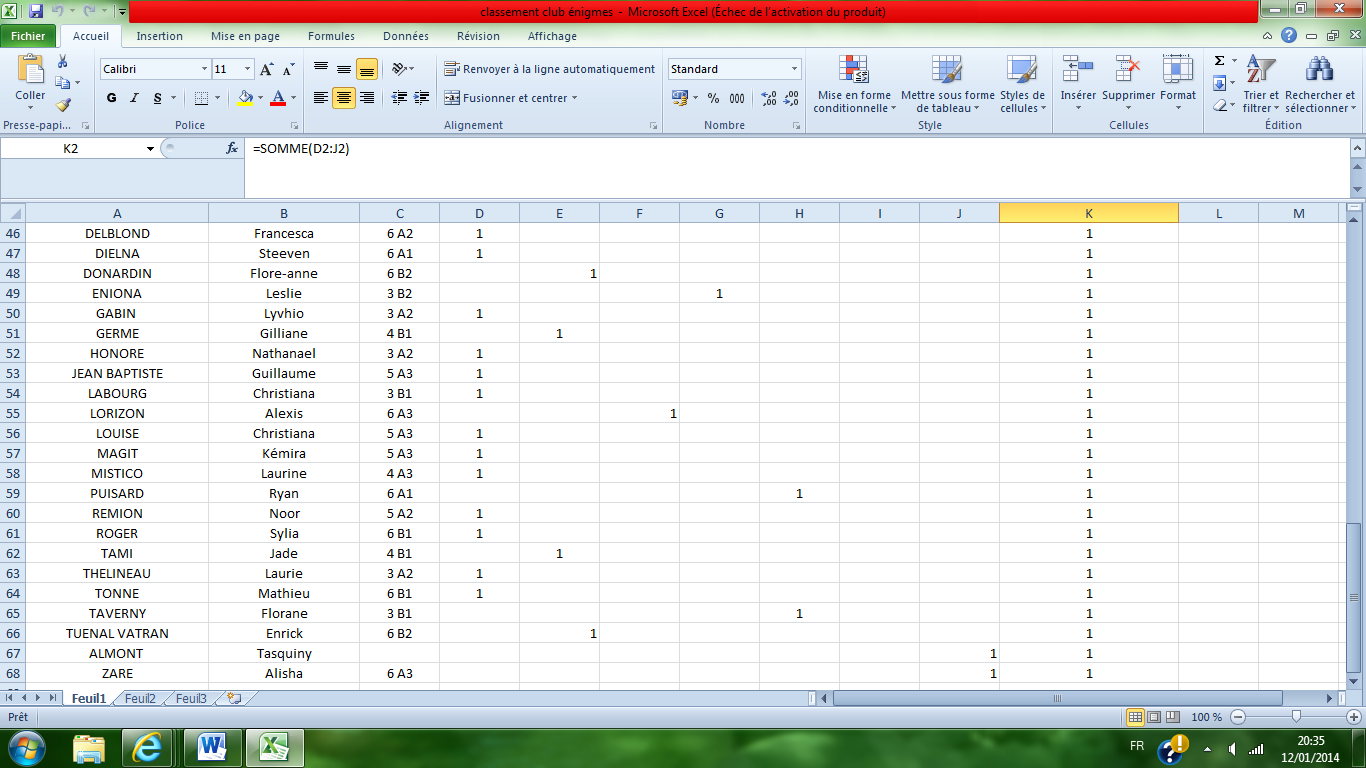 classement club énigmes - Microsoft Excel (Échec de l'activation du produit)
Fichier Accueil Insertion Mise en page Formules Données Révision Affichage
Coller Calibri 11 Renvoyer à la ligne automatiquement Standard
G I S Fusionner et centrer % 000
Mise en forme conditionnelle Mettre sous forme de tableau Styles de cellules Insérer Supprimer Format Trier et filtrer Rechercher et sélectionner
Presse-papi... Police Alignement Nombre Style Cellules Édition
K2 fx =SOMME(D2:J2)
A B C D E F G H I J K L M
46 DELBLOND Francesca 6 A2 1 1
47 DIELNA Steeven 6 A1 1 1
48 DONARDIN Flore-anne 6 B2 1 1
49 ENIONA Leslie 3 B2 1 1
50 GABIN Lyvhio 3 A2 1 1
51 GERME Gilliane 4 B1 1 1
52 HONORE Nathanael 3 A2 1 1
53 JEAN BAPTISTE Guillaume 5 A3 1 1
54 LABOURG Christiana 3 B1 1 1
55 LORIZON Alexis 6 A3 1 1
56 LOUISE Christiana 5 A3 1 1
57 MAGIT Kémira 5 A3 1 1
58 MISTICO Laurine 4 A3 1 1
59 PUISARD Ryan 6 A1 1 1
60 REMION Noor 5 A2 1 1
61 ROGER Sylia 6 B1 1 1
62 TAMI Jade 4 B1 1 1
63 THELINEAU Laurie 3 A2 1 1
64 TONNE Mathieu 6 B1 1 1
65 TAVERNY Florane 3 B1 1 1
66 TUENAL VATRAN Enrick 6 B2 1 1
67 ALMONT Tasquiny 1 1
68 ZARE Alisha 6 A3 1 1
Feuil1 Feuil2 Feuil3
Prêt 100 %
FR 20:35
12/01/2014